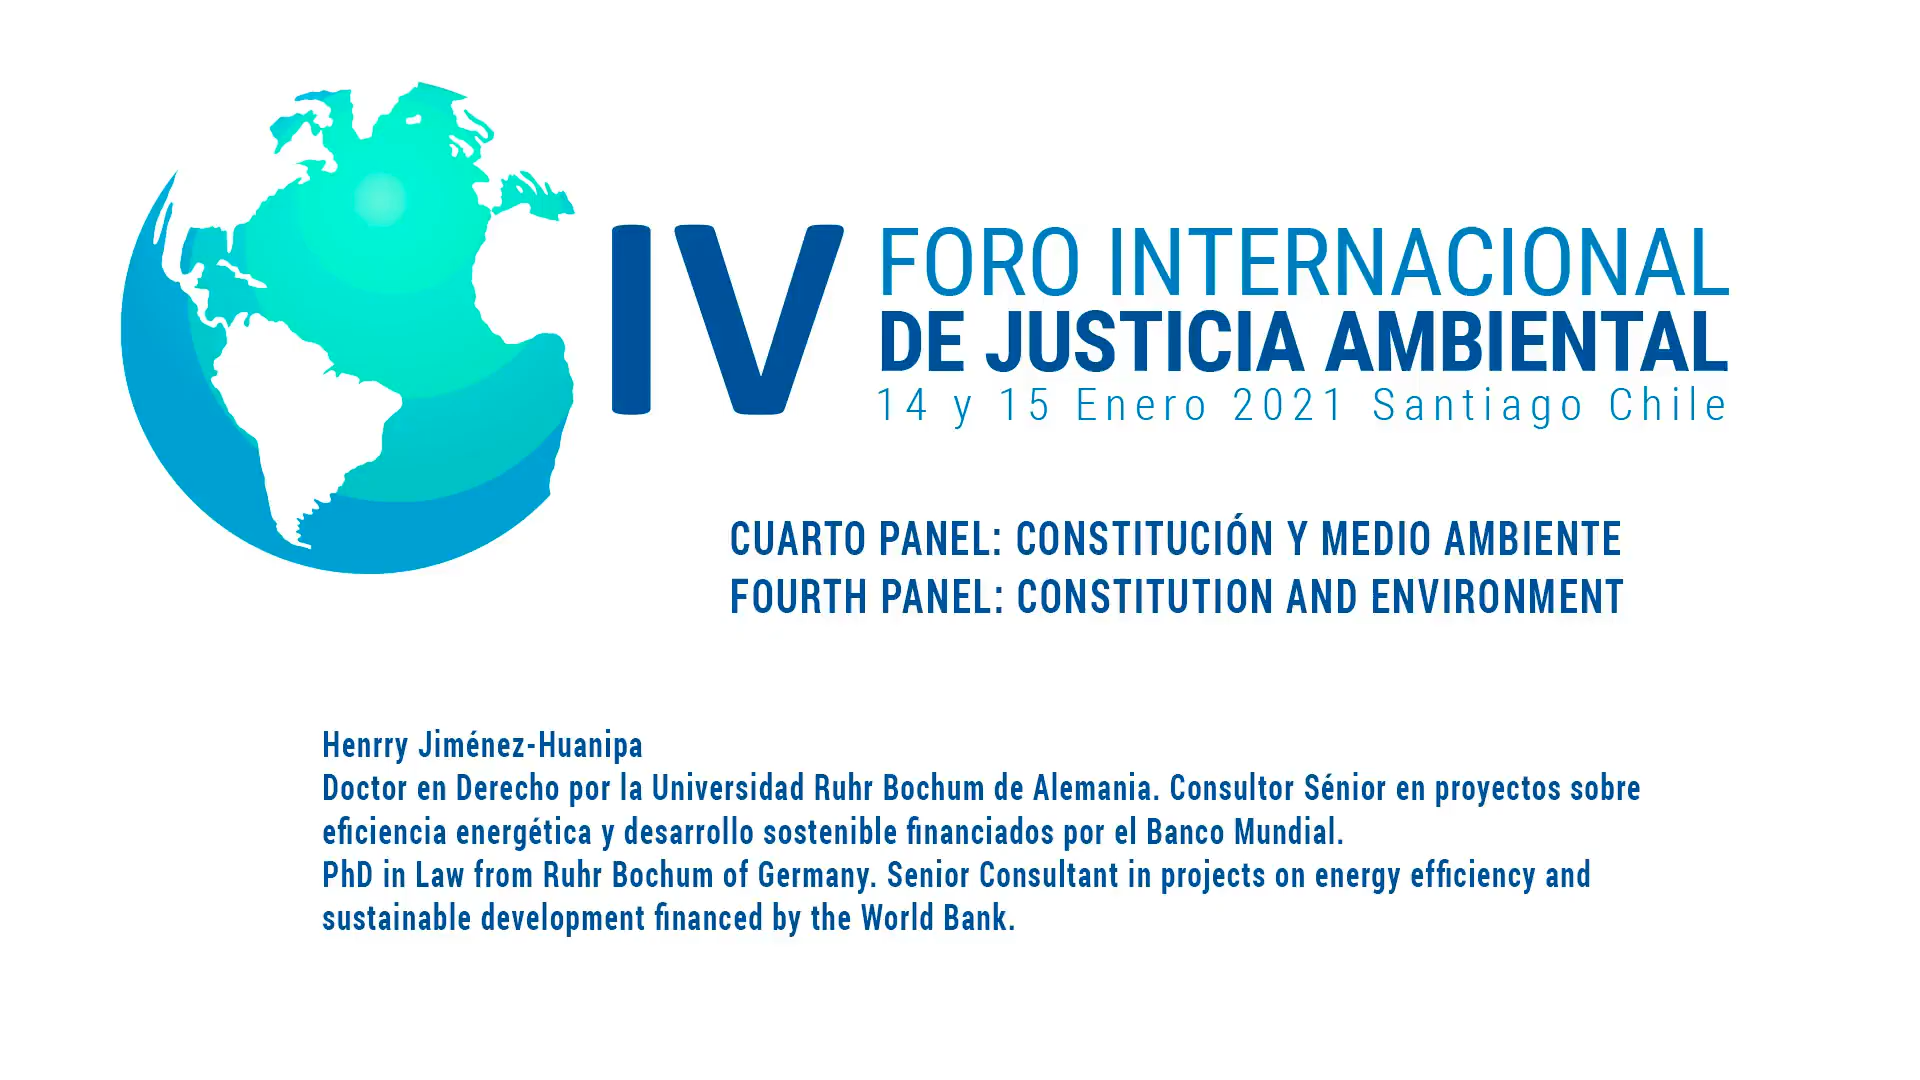 IV
FORO INTERNACIONAL
DE JUSTICIA AMBIENTAL
14 y 15 Enero 2021 Santiago Chile
CUARTO PANEL: CONSTITUCIÓN Y MEDIO AMBIENTE
FOURTH PANEL: CONSTITUTION AND ENVIRONMENT
Henrry Jiménez-Huanipa
Doctor en Derecho por la Universidad Ruhr Bochum de Alemania. Consultor Sénior en proyectos sobre
eficiencia energética y desarrollo sostenible financiados por el Banco Mundial.
PhD in Law from Ruhr Bochum of Germany. Senior Consultant in projects on energy efficiency and
sustainable development financed by the World Bank.